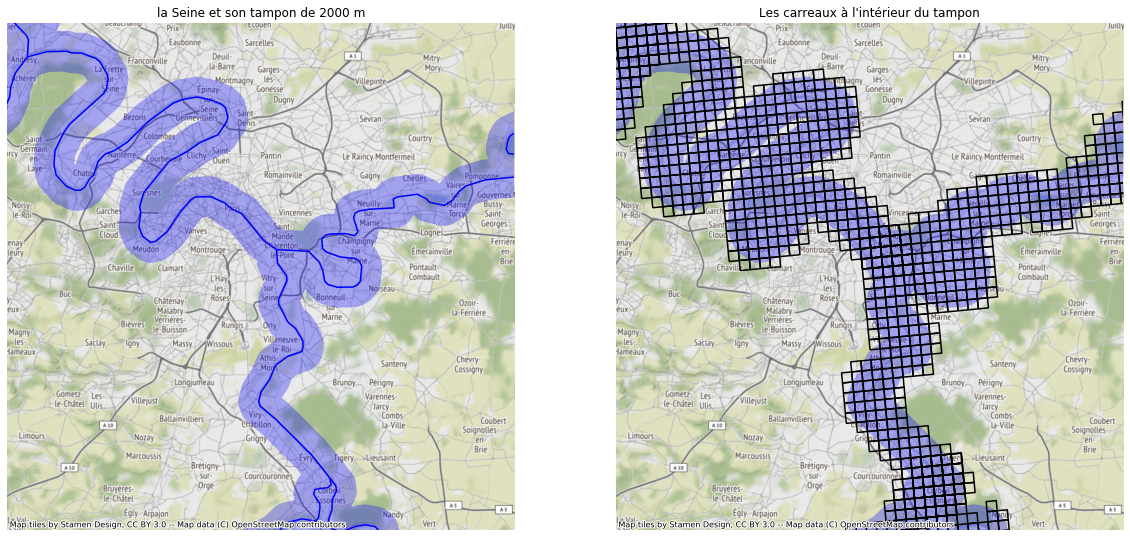 la Seine et son tampon de 2000 m
Beauchamp
Prix
Eaubonne
Écouen
Sarcelles
Juilly
Andrésy
Achères
La Frette-
sur-
Seine
Franconville
Deuil-
la-Barre
Montmagny
Garges-
lès-
Gonesse
Dugny
A 1
Villepinte
Mitry-
Mory
Épinay
Seine
Gennevilliers
Bezons
Colombes
Saint-
Denis
Sevran
Courtry
Saint-
Germain
en-
Laye
Nanterre
Courbevoie
Clichy
Saint
Ouen
Pantin
Romainville
Le Raincy
Montfermeil
Chatou
Suresnes
Gagny
Chelles
Pomponne
Vaires
Marne
Torcy
Gouvernes
Bussy-
Saint-
Georges
Noisy-
le-Roi
Garches
Saint-
Cloud
Paris
Vincennes
Neuilly
sur-
Marne
Vanves
Montrouge
Saint
Mandé
Charenton
le-Pont
Champigny
sur
Marne
Lognes
Émerainville
Ferrières
en-
Brie
Meudon
Chaville
Clamart
L'Haÿ
les
Roses
Vitry-
sur-
Seine
Pontault
Combault
Bonneuil-
sur
Marne
Noiseau
Buc
Châtenay-
Malabry
Verrières-
le-Buisson
Bièvres
Rungis
Orly
Ozoir-
la-Ferrière
Magny-
les-
Hameaux
Saclay
Igny
Massy
Wissous
Villeneuve-
le-Roi
Athis-
Mons
Santeny
Chevry-
Cossigny
Longjumeau
Brunoy
Périgny
Varennes-
Jarcy
Combs-
la-Ville
Gometz-
le-Châtel
Les
Ulis
Villejust
Ballainvilliers
Viry-
Châtillon
Grigny
Coubert
Soignolles-
en-
Brie
A 10
Limours
Nozay
Marcoussis
Brétigny-
sur-
Orge
Courcouronnes
Évry
Tigery
Lieusaint
A 10
Bruyères-
le-Châtel
Corbeil
Essonnes
A 5
A 5
Égly
Arpajon
Nandy
Vert-
Map tiles by Stamen Design, CC BY 3.0 -- Map data (C) OpenStreetMap contributors
Les carreaux à l'intérieur du tampon
Beauchamp
Prix
Eaubonne
Écouen
Sarcelles
Juilly
Franconville
Deuil-
la-Barre
Garges-
lès-
Gonesse
Dugny
A 1
Villepinte
Mitry-
Mory
Sevran
Courtry
Pantin
Romainville
Le Raincy Montfermeil
Gagny
Chelles
Noisy-
le-Roi
Garches
Saint-
Cloud
Vincennes
Bussy-
Saint-
Georges
Montrouge
Lognes
Émerainville
Ferrières
en-
Brie
Chaville
Clamart
L'Haÿ
les
Roses
Pontault
Combault
Noiseau
Buc
Châtenay-
Malabry
Verrières-
le-Buisson
Bièvres
Rungis
Marne
Ozoir-
la-Ferrière
Magny-
les-
Hameaux
Saclay
Igny
Massy
Wissous
Santeny
Chevry-
Cossigny
Longjumeau
Brunoy
Périgny
Varennes-
Jarcy
Combs-
la-Ville
Gometz-
le-Châtel
Les
Ulis
Villejust
Ballainvilliers
Grigny
Coubert
Soignolles-
en-
Brie
A 10
Limours
Nozay
Marcoussis
Brétigny-
sur-
Orge
Courcouronnes
Tigery
Lieusaint
A 10
Bruyères-
le-Châtel
A 5
A 5
Nandy
Vert-
Map tiles by Stamen Design, CC BY 3.0 -- Map data (C) OpenStreetMap contributors